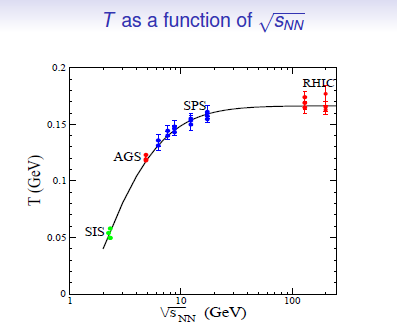 T as a function of √sNN
0.2
RHIC
SPS
0.15
AGS
T (GeV)
0.1
SIS
0.05
0
1
10
100
√sNN (GeV)